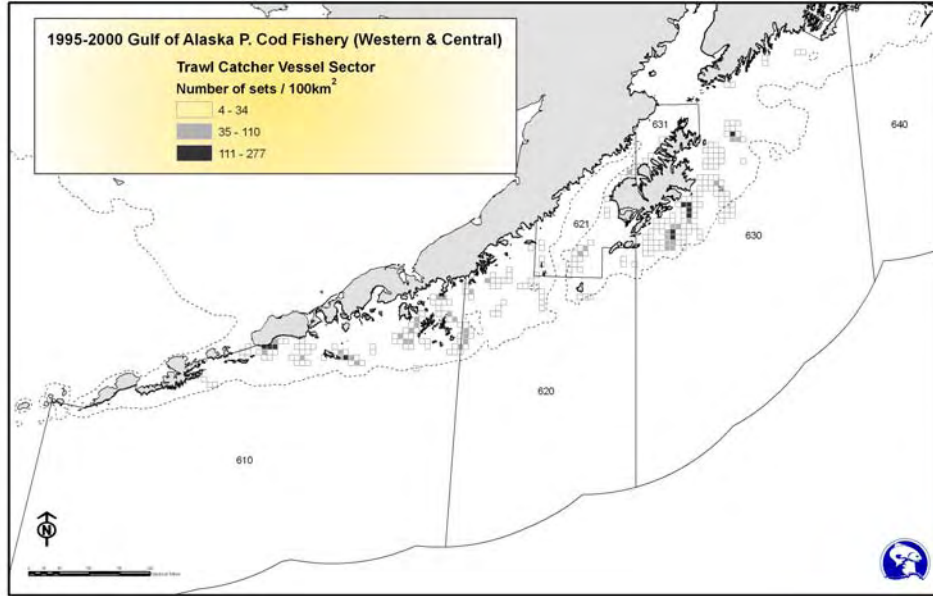 1995-2000 Gulf of Alaska P. Cod Fishery (Western & Central)
Trawl Catcher Vessel Sector
Number of sets / 100km²
4 - 34
35 - 110
111 - 277
631
640
621
630
620
610
N